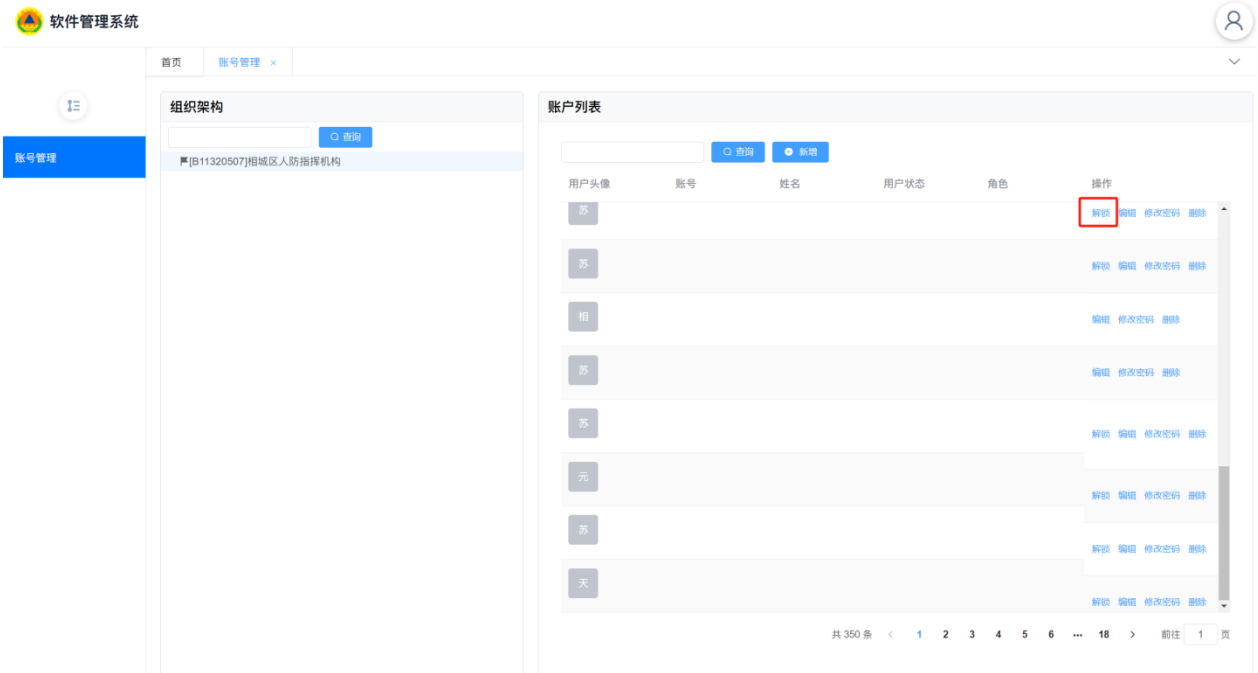 软件管理系统
首页 账号管理 ×
组织架构 账户列表
查询
账号管理 查询 新增
[B11320507]相城区人防指挥机构
用户头像 账号 姓名 用户状态 角色 操作
苏 解锁 编辑 修改密码 删除
苏 解锁 编辑 修改密码 删除
相 编辑 修改密码 删除
苏 编辑 修改密码 删除
苏 解锁 编辑 修改密码 删除
元 解锁 编辑 修改密码 删除
苏 解锁 编辑 修改密码 删除
天 解锁 编辑 修改密码 删除
共 350 条 < 1 2 3 4 5 6 ··· 18 > 前往 1 页